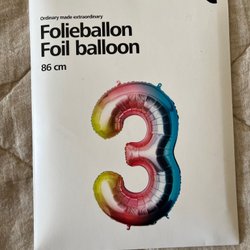 Ordinary made extraordinary
Folieballon
Foil balloon
86 cm
3